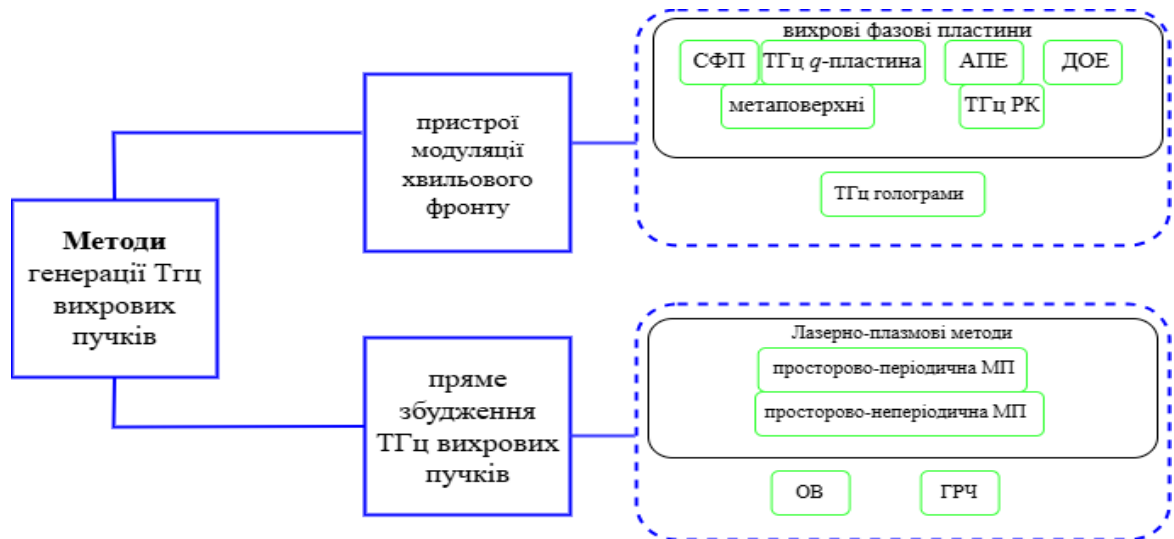 Методи
генерації Тгц
вихрових
пучків
пристрої
модуляції
хвильового
фронту
вихрові фазові пластини
СФП ТГц q-пластина АПЕ ДОЕ
метаповерхні ТГц РК
ТГц голограми
пряме
збудження
ТГц вихрових
пучків
Лазерно-плазмові методи
просторово-періодична МП
просторово-неперіодична МП
ОВ ГРЧ